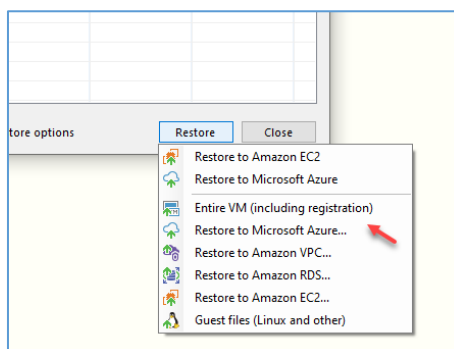 tore options
Restore
Close
Restore to Amazon EC2
Restore to Microsoft Azure
Entire VM (including registration)
Restore to Microsoft Azure...
Restore to Amazon VPC...
Restore to Amazon RDS...
Restore to Amazon EC2...
Guest files (Linux and other)